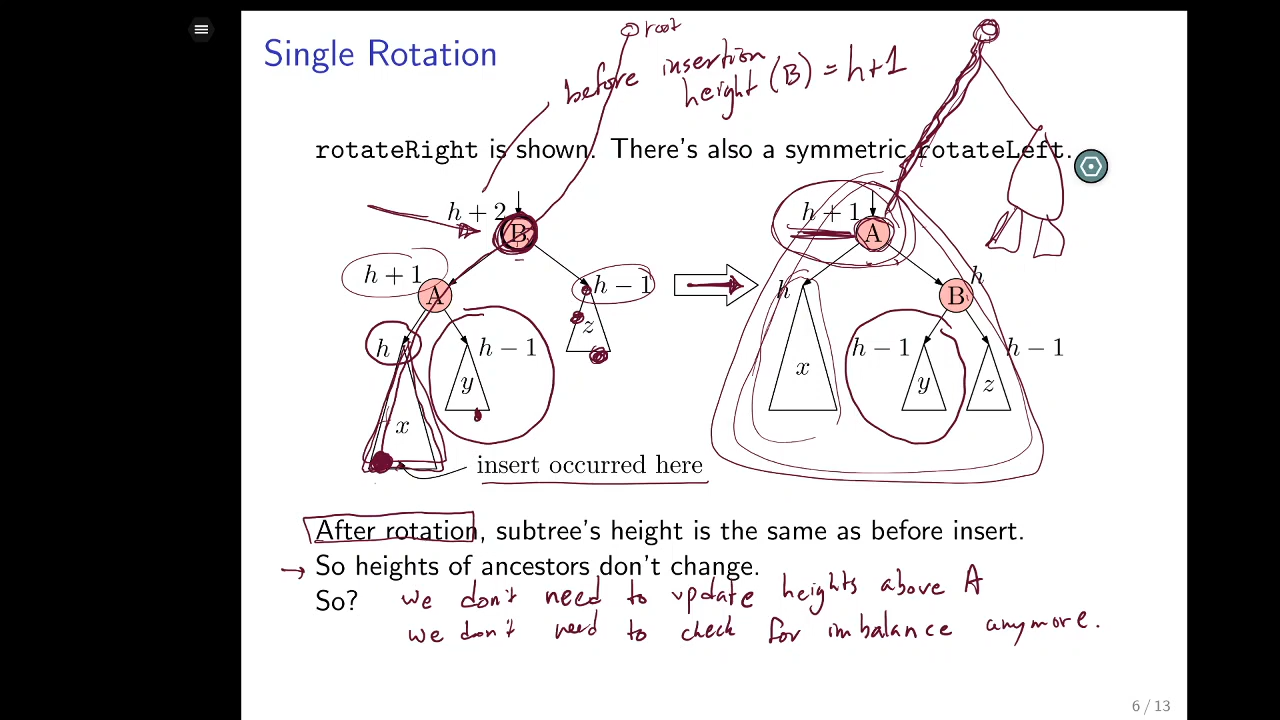 Single Rotation
root
before insertion
height (B) = h+1
rotateRight is shown. There's also a symmetric rotateLeft.
h + 2
B
h + 1
A
h + 1
A
h − 1
z
h
B
h
h
x
h − 1
y
h − 1
y
h − 1
z
x
insert occurred here
After rotation, subtree's height is the same as before insert.
→ So heights of ancestors don't change.
So? we don't need to update heights above A
we don't need to check for imbalance anymore.
6 / 13